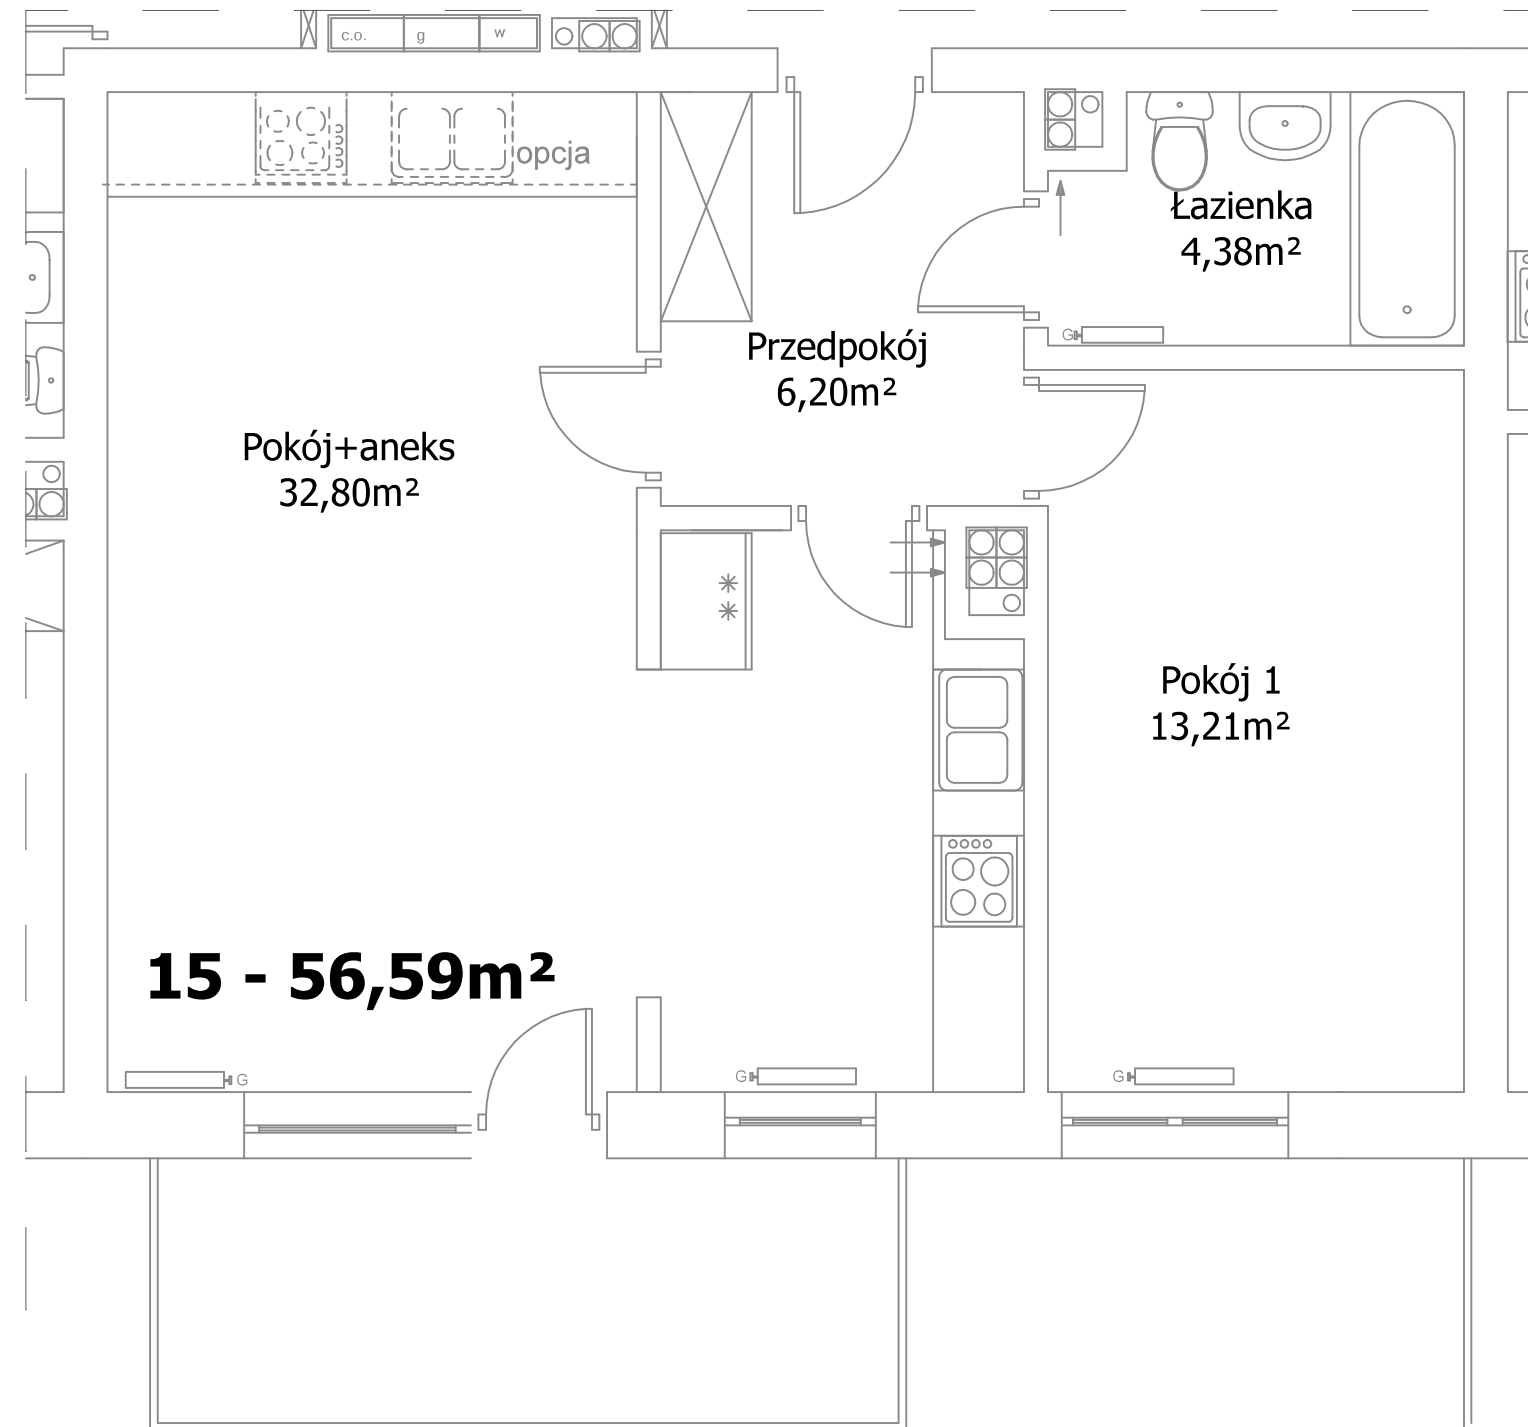 c.o.
g
w
opcja
Łazienka
4,38m²
G
Przedpokój
6,20m²
Pokój+aneks
32,80m²
Pokój 1
13,21m²
15 - 56,59m²
G
G
G